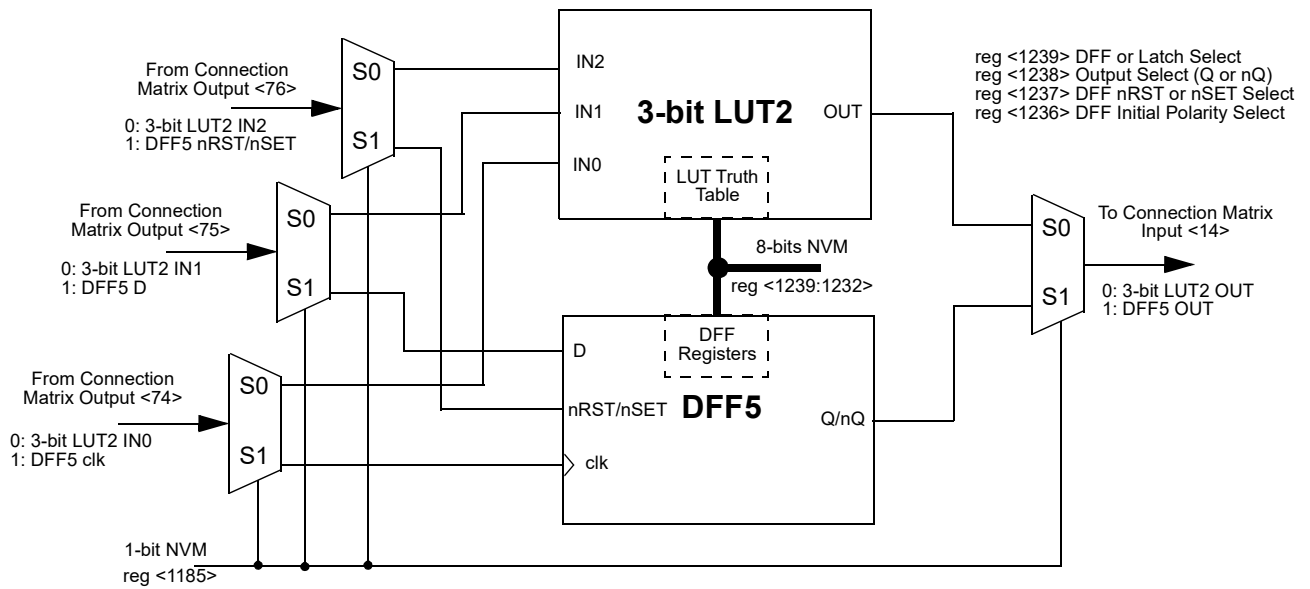 From Connection
Matrix Output <76>
0: 3-bit LUT2 IN2
1: DFF5 nRST/nSET
S0
S1
From Connection
Matrix Output <75>
0: 3-bit LUT2 IN1
1: DFF5 D
S0
S1
From Connection
Matrix Output <74>
0: 3-bit LUT2 IN0
1: DFF5 clk
S0
S1
1-bit NVM
reg <1185>
IN2
IN1
IN0
3-bit LUT2
OUT
LUT Truth
Table
8-bits NVM
reg <1239:1232>
DFF
Registers
D
nRST/nSET
clk
DFF5
Q/nQ
reg <1239> DFF or Latch Select
reg <1238> Output Select (Q or nQ)
reg <1237> DFF nRST or nSET Select
reg <1236> DFF Initial Polarity Select
S0
S1
To Connection Matrix
Input <14>
0: 3-bit LUT2 OUT
1: DFF5 OUT